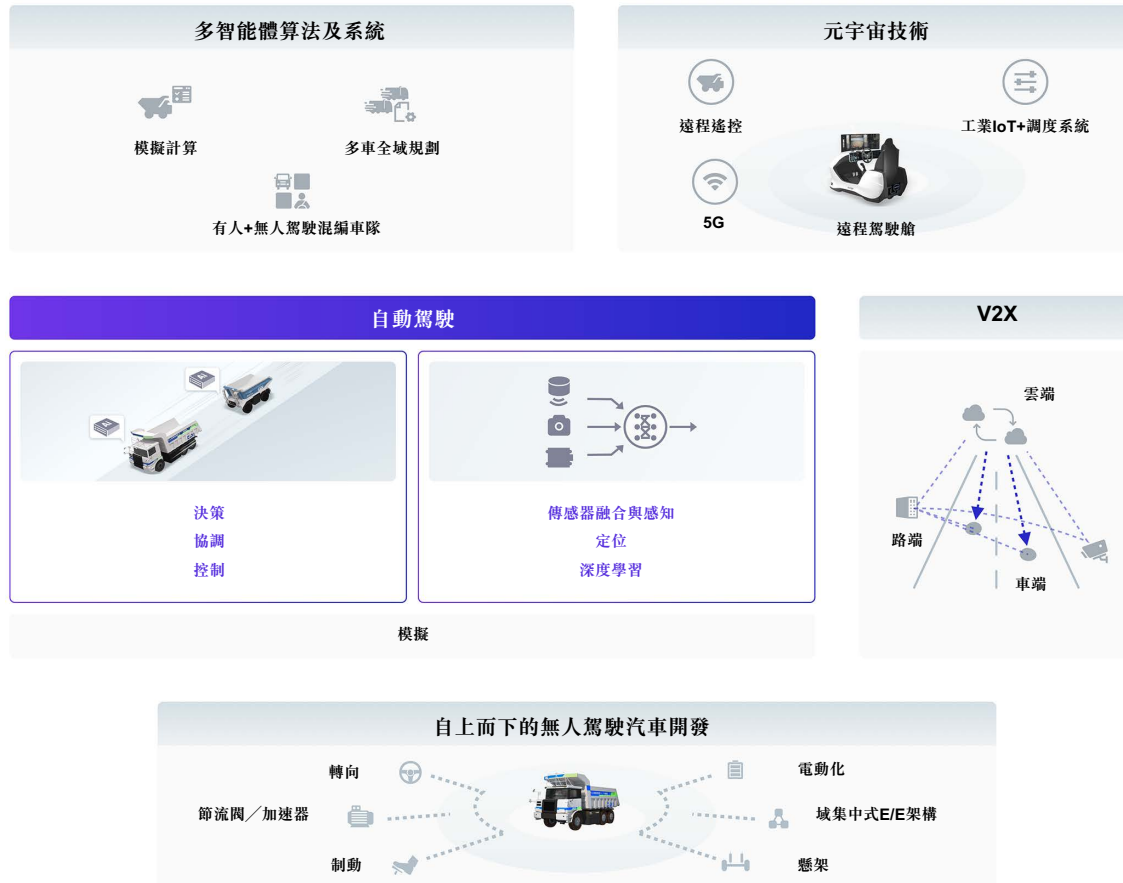 多智能體算法及系統
模擬計算
多車全域規劃
有人+無人駕駛混編車隊
元宇宙技術
遠程遙控
工業IoT+調度系統
5G
遠程駕駛艙
自動駕駛
決策
協調
控制
傳感器融合與感知
定位
深度學習
模擬
V2X
雲端
路端
車端
自上而下的無人駕駛汽車開發
轉向
電動化
節流閥／加速器
域集中式E/E架構
制動
懸架